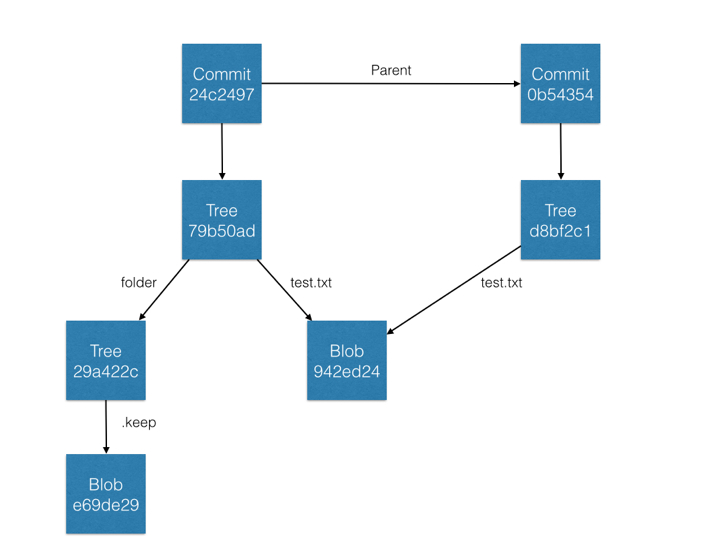 Parent
Commit
24c2497
Commit
0b54354
Tree
79b50ad
Tree
d8bf2c1
folder
test.txt
test.txt
Tree
29a422c
Blob
942ed24
.keep
Blob
e69de29